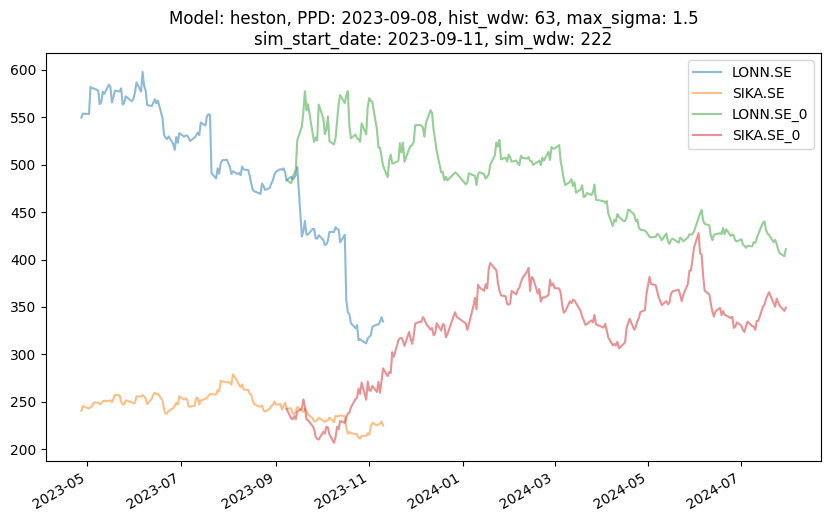 Model: heston, PPD: 2023-09-08, hist_wdw: 63, max_sigma: 1.5
sim_start_date: 2023-09-11, sim_wdw: 222
LONN.SE
SIKA.SE
LONN.SE_0
SIKA.SE_0
600
550
500
450
400
350
300
250
200
2023-05
2023-07
2023-09
2023-11
2024-01
2024-03
2024-05
2024-07